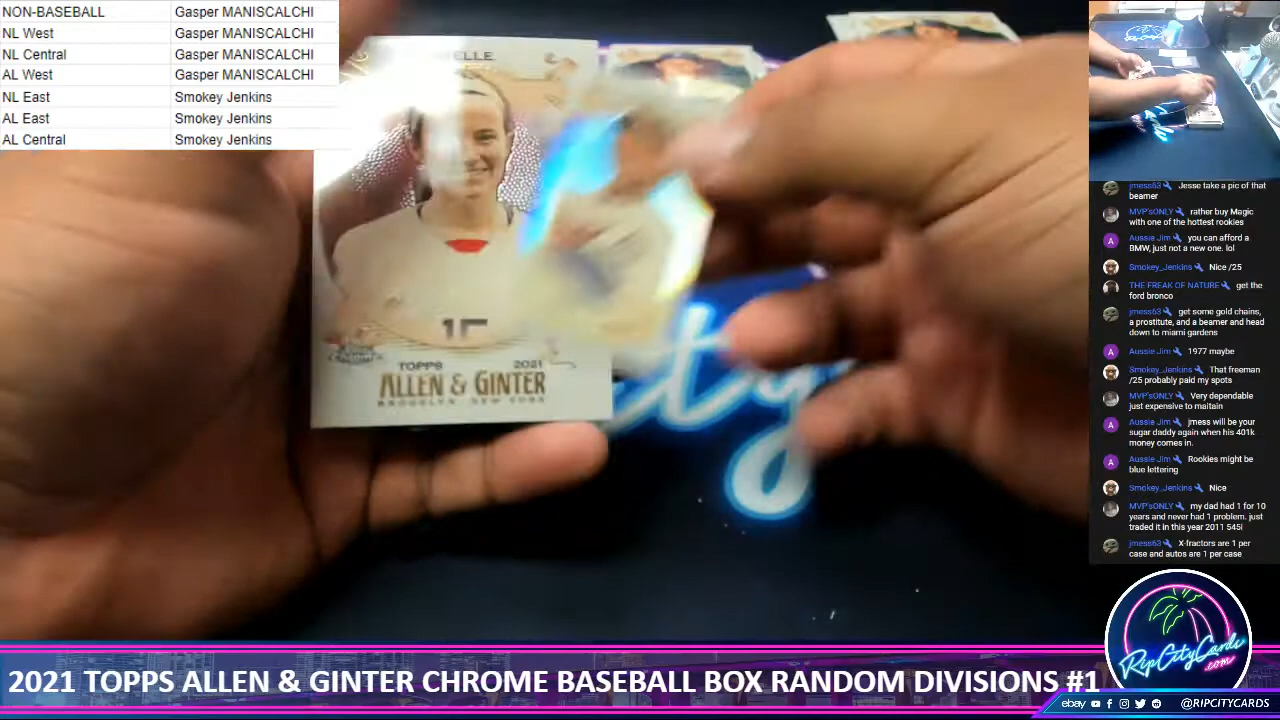 NON-BASEBALL Gasper MANISCALCHI
NL West Gasper MANISCALCHI
NL Central Gasper MANISCALCHI
AL West Gasper MANISCALCHI
NL East Smokey Jenkins
AL East Smokey Jenkins
AL Central Smokey Jenkins
ELLE
TOPPS 2021
ALLEN & GINTER
BROOKLYN, NEW YORK
jmess63 Jesse take a pic of that
beamer
MVP'sONLY rather buy Magic
with one of the hottest rookies
Aussie Jim you can afford a
BMW, just not a new one. lol
Smokey_Jenkins Nice /25
THE FREAK OF NATURE get the
ford bronco
jmess63 get some gold chains,
a prostitute, and a beamer and head
down to miami gardens
Aussie Jim 1977 maybe
Smokey_Jenkins That freeman
/25 probably paid my spots
MVP'sONLY Very dependable
just expensive to maitain
Aussie Jim jmess will be your
sugar daddy again when his 401k
money comes in.
Aussie Jim Rookies might be
blue lettering
Smokey_Jenkins Nice
MVP'sONLY my dad had 1 for 10
years and never had 1 problem. just
traded it in this year 2011 545i
jmess63 X-fractors are 1 per
case and autos are 1 per case
RipCityCards
.com
2021 TOPPS ALLEN & GINTER CHROME BASEBALL BOX RANDOM DIVISIONS #1
ebay @RIPCITYCARDS